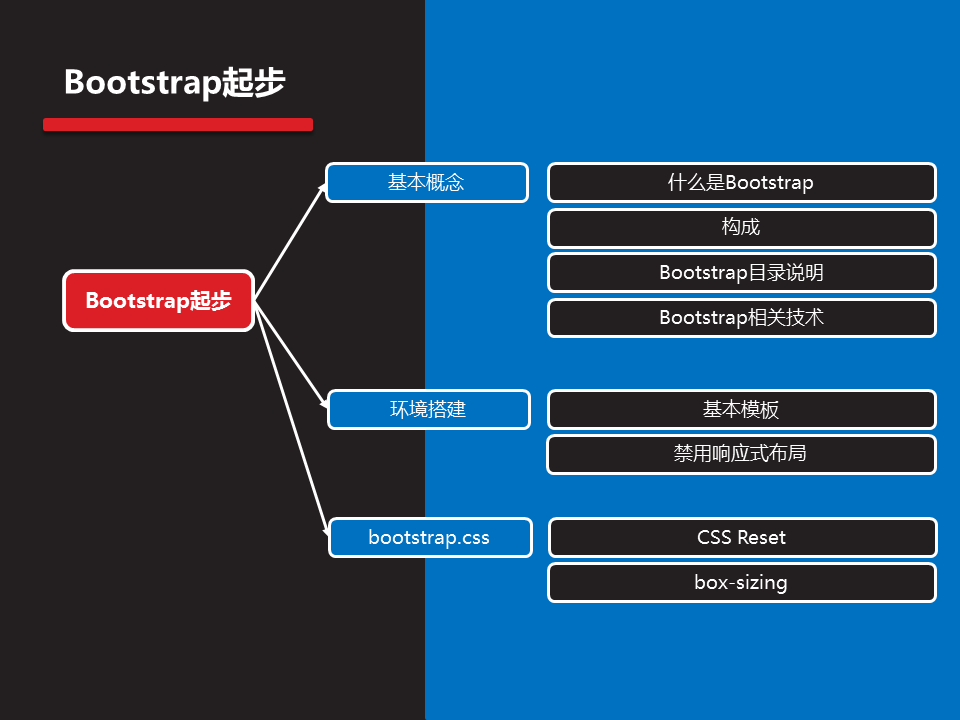 Bootstrap起步
基本概念
什么是Bootstrap
构成
Bootstrap目录说明
Bootstrap相关技术
Bootstrap起步
环境搭建
基本模板
禁用响应式布局
bootstrap.css
CSS Reset
box-sizing